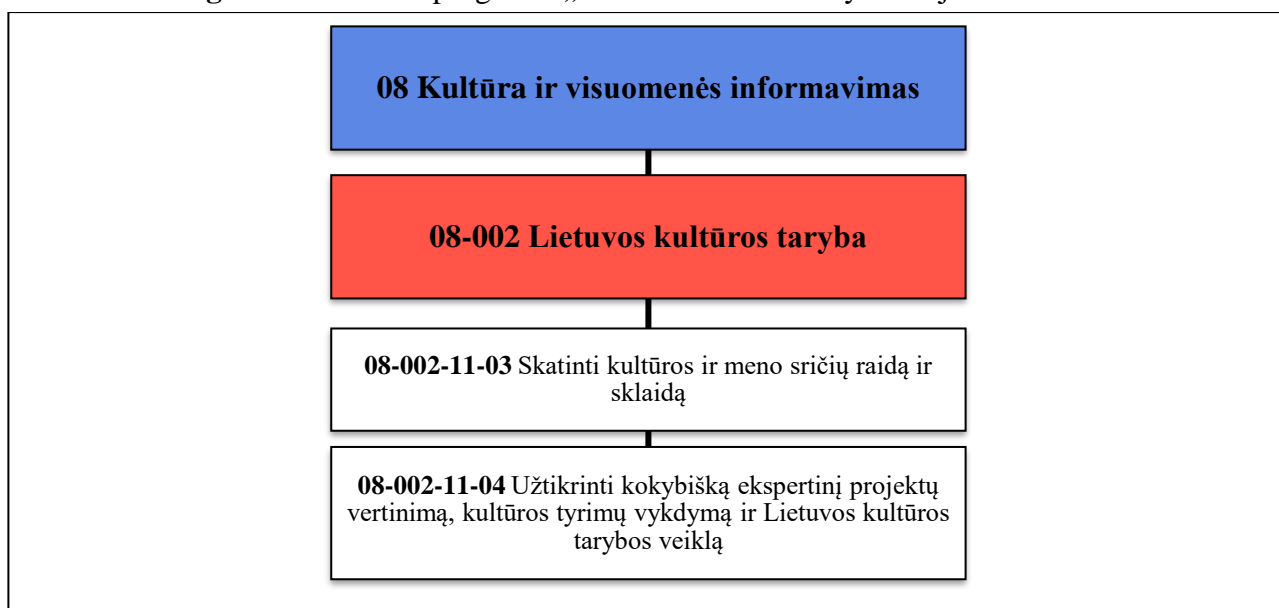 08 Kultūra ir visuomenės informavimas
08-002 Lietuvos kultūros taryba
08-002-11-03 Skatinti kultūros ir meno sričių raidą ir
sklaidą
08-002-11-04 Užtikrinti kokybišką ekspertinį projektų
vertinimą, kultūros tyrimų vykdymą ir Lietuvos kultūros
tarybos veiklą